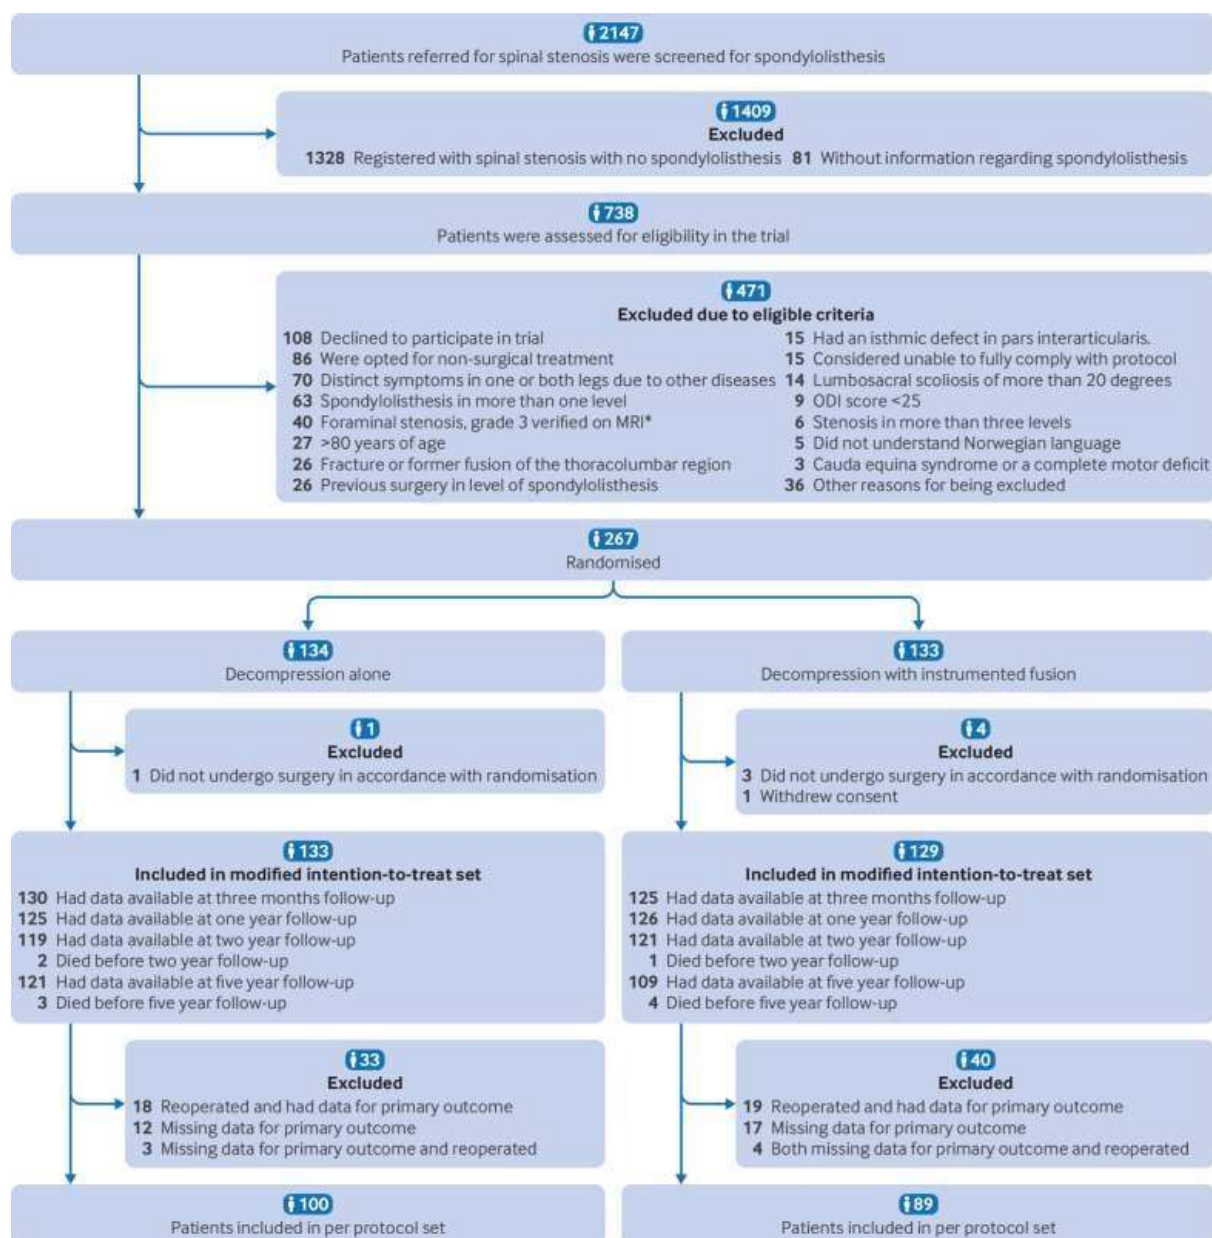 2147
Patients referred for spinal stenosis were screened for spondylolisthesis
1409
Excluded
1328 Registered with spinal stenosis with no spondylolisthesis 81 Without information regarding spondylolisthesis
738
Patients were assessed for eligibility in the trial
471
Excluded due to eligible criteria
108 Declined to participate in trial
86 Were opted for non-surgical treatment
70 Distinct symptoms in one or both legs due to other diseases
63 Spondylolisthesis in more than one level
40 Foraminal stenosis, grade 3 verified on MRI*
27 >80 years of age
26 Fracture or former fusion of the thoracolumbar region
26 Previous surgery in level of spondylolisthesis
15 Had an isthmic defect in pars interarticularis.
15 Considered unable to fully comply with protocol
14 Lumbosacral scoliosis of more than 20 degrees
9 ODI score <25
6 Stenosis in more than three levels
5 Did not understand Norwegian language
3 Cauda equina syndrome or a complete motor deficit
36 Other reasons for being excluded
267
Randomised
134
Decompression alone
1
Excluded
1 Did not undergo surgery in accordance with randomisation
133
Included in modified intention-to-treat set
130 Had data available at three months follow-up
125 Had data available at one year follow-up
119 Had data available at two year follow-up
2 Died before two year follow-up
121 Had data available at five year follow-up
3 Died before five year follow-up
33
Excluded
18 Reoperated and had data for primary outcome
12 Missing data for primary outcome
3 Missing data for primary outcome and reoperated
100
Patients included in per protocol set
133
Decompression with instrumented fusion
4
Excluded
3 Did not undergo surgery in accordance with randomisation
1 Withdrew consent
129
Included in modified intention-to-treat set
125 Had data available at three months follow-up
126 Had data available at one year follow-up
121 Had data available at two year follow-up
1 Died before two year follow-up
109 Had data available at five year follow-up
4 Died before five year follow-up
40
Excluded
19 Reoperated and had data for primary outcome
17 Missing data for primary outcome
4 Both missing data for primary outcome and reoperated
89
Patients included in per protocol set